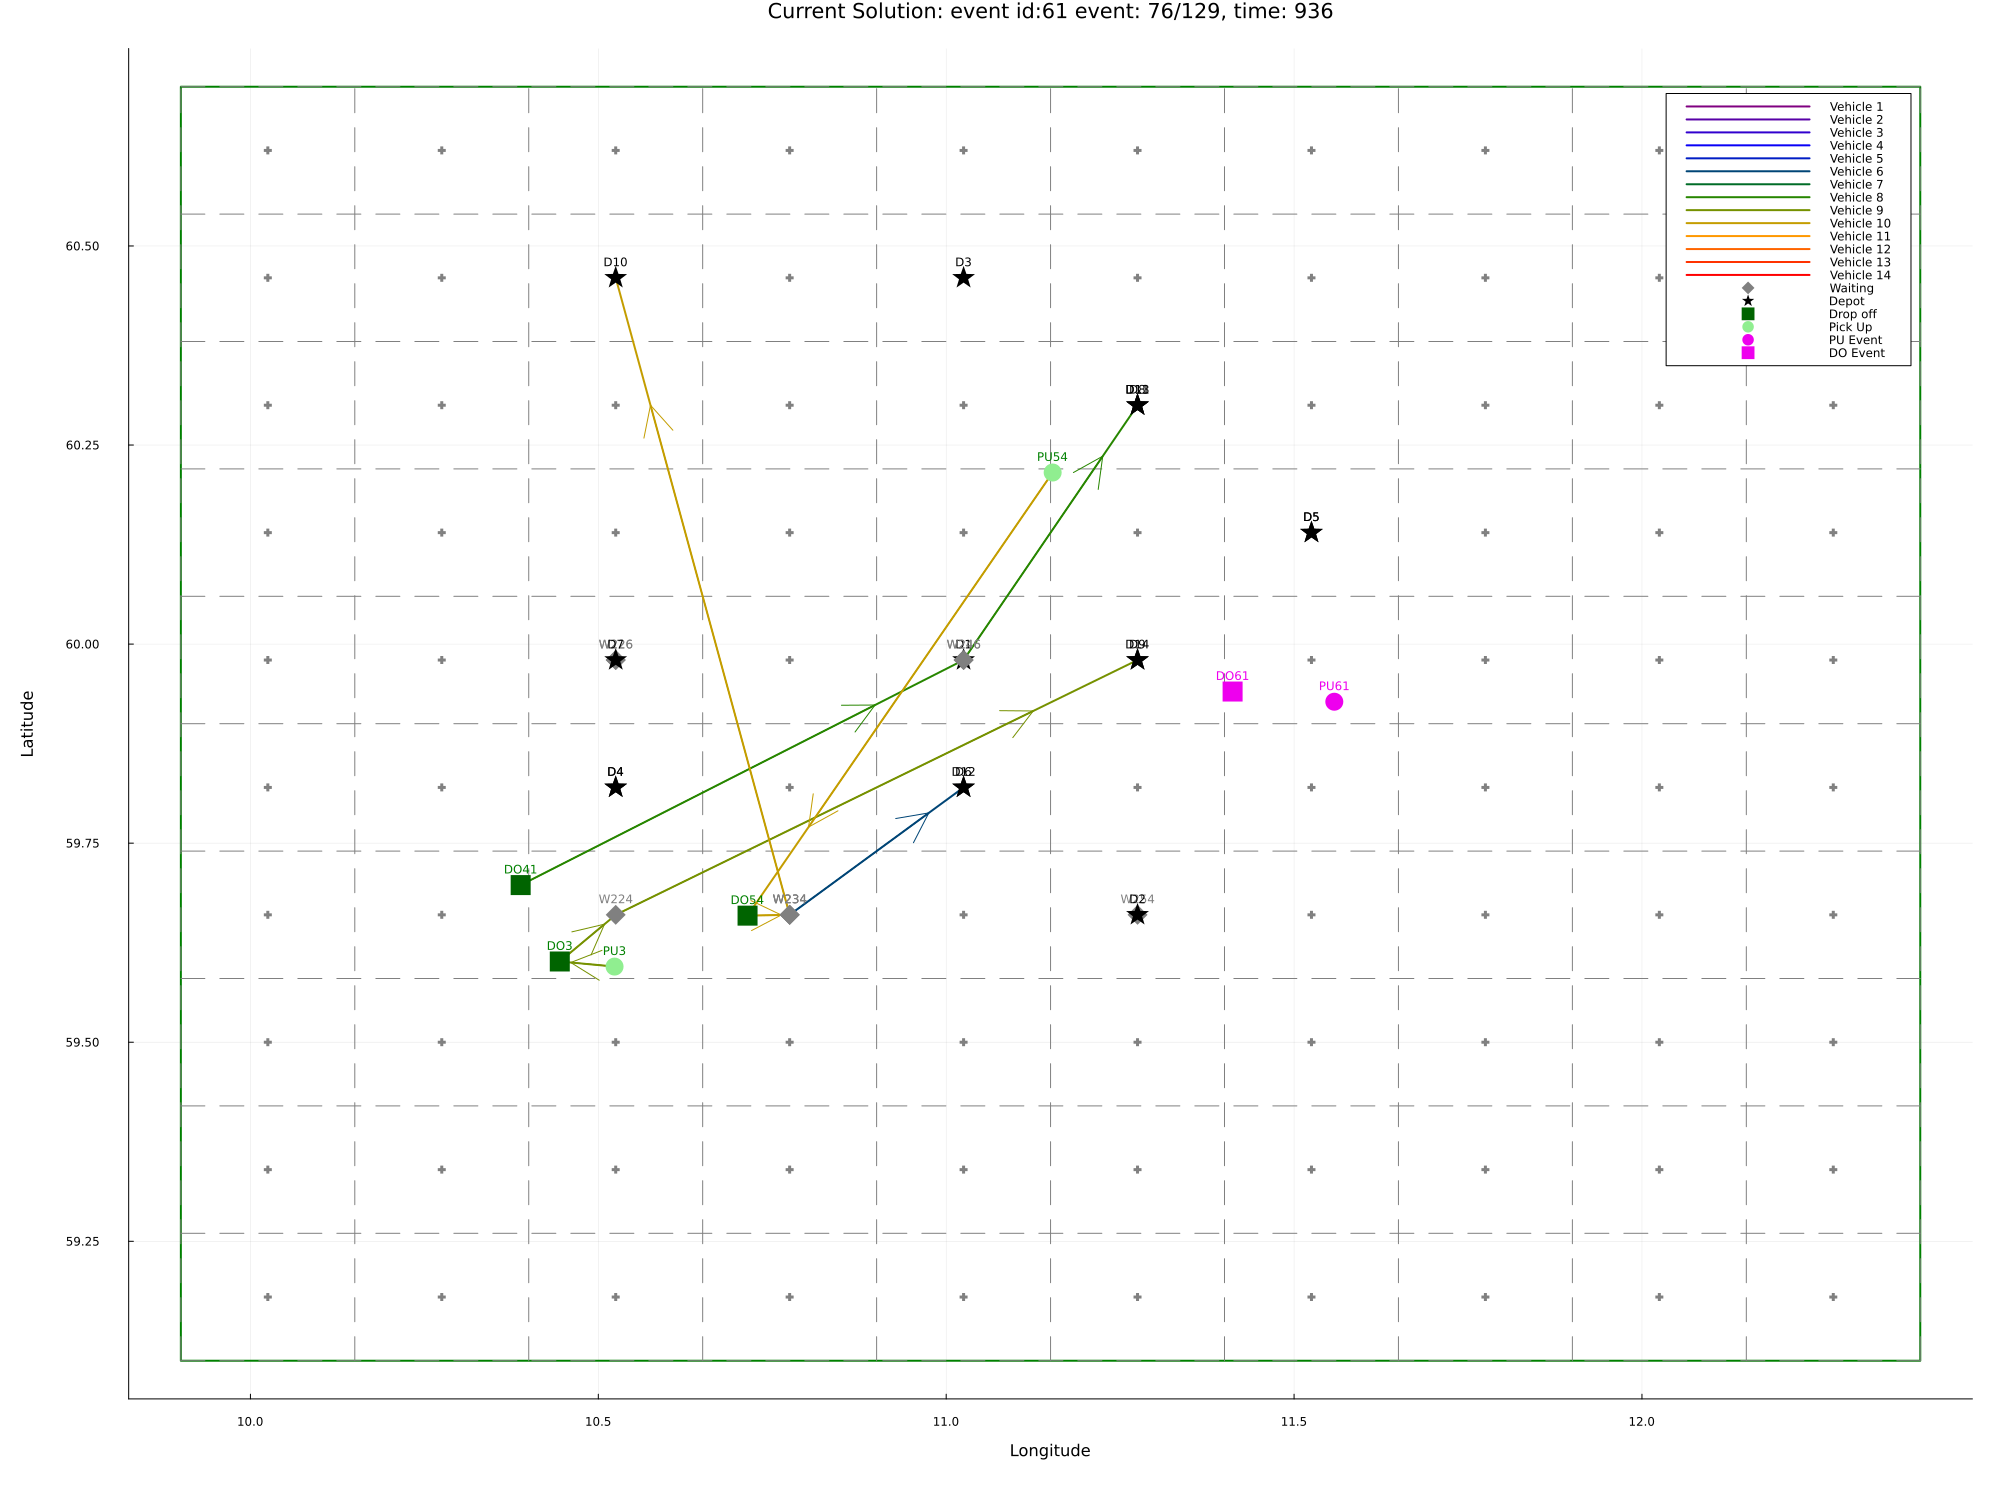 Current Solution: event id:61 event: 76/129, time: 936
Vehicle 1
Vehicle 2
Vehicle 3
Vehicle 4
Vehicle 5
Vehicle 6
Vehicle 7
Vehicle 8
Vehicle 9
Vehicle 10
Vehicle 11
Vehicle 12
Vehicle 13
Vehicle 14
Waiting
Depot
Drop off
Pick Up
PU Event
DO Event
60.50
D10
D3
60.25
PU54
D5
60.00
D7
D1
DO61
PU61
Latitude
D4
D12
59.75
DO41
W224
DO54
W234
D2
DO3
PU3
59.50
59.25
10.0
10.5
11.0
11.5
12.0
Longitude